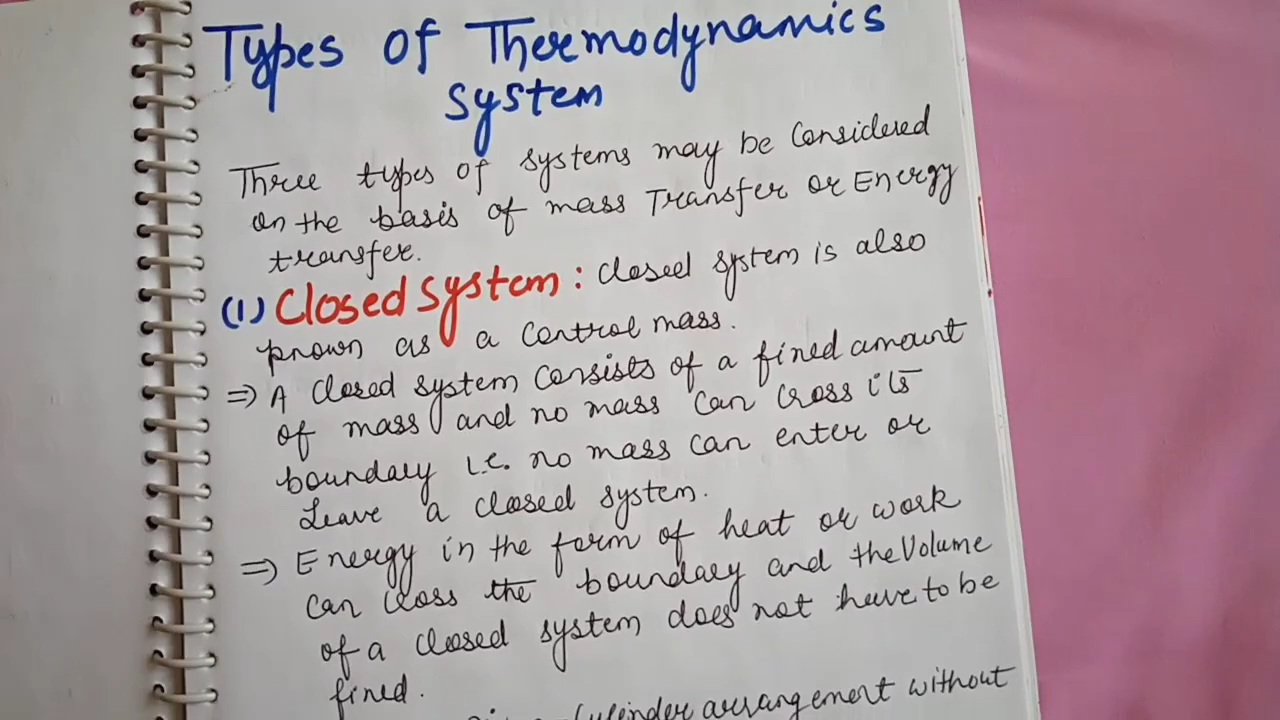 Types of Thermodynamics
system
Three types of systems may be Considered
on the basis of mass Transfer or Energy
transfer.
(1) Closed System : Closed system is also
known as a Control mass.
⇒ A Closed system Consists of a fixed amount
of mass and no mass can cross its
boundary i.e. no mass can enter or
Leave a closed system.
⇒ Energy in the form of heat or work
can cross the boundary and the Volume
of a closed system does not have to be
fixed.
Cylinder arrangement without